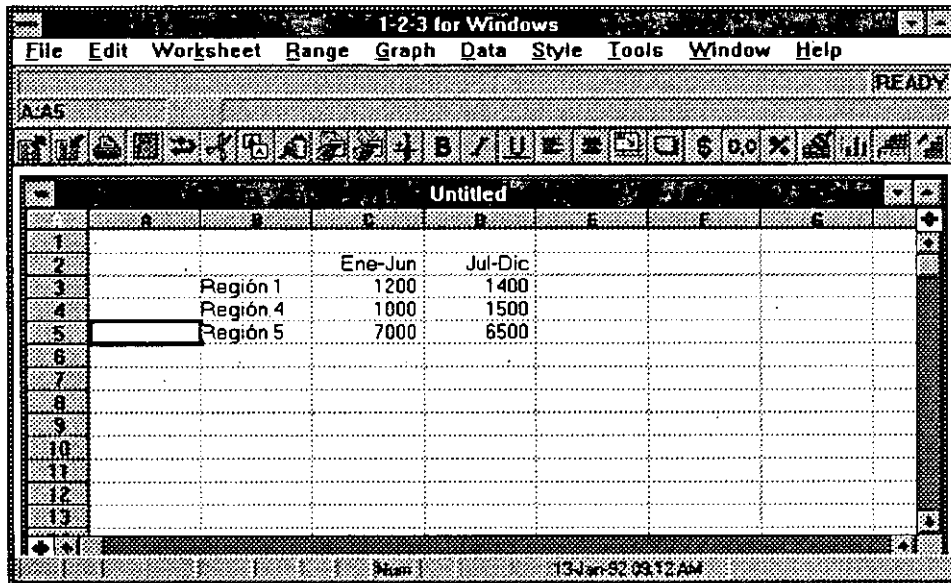 1-2-3 for Windows
File Edit Worksheet Range Graph Data Style Tools Window Help
READY
A:A5
B I U $ 0.0 %
Untitled
A A B C D E F G
1
2 Ene-Jun Jul-Dic
3 Región 1 1200 1400
4 Región 4 1000 1500
5 Región 5 7000 6500
6
7
8
9
10
11
12
13
Num 13-Jan-92 09:12 AM